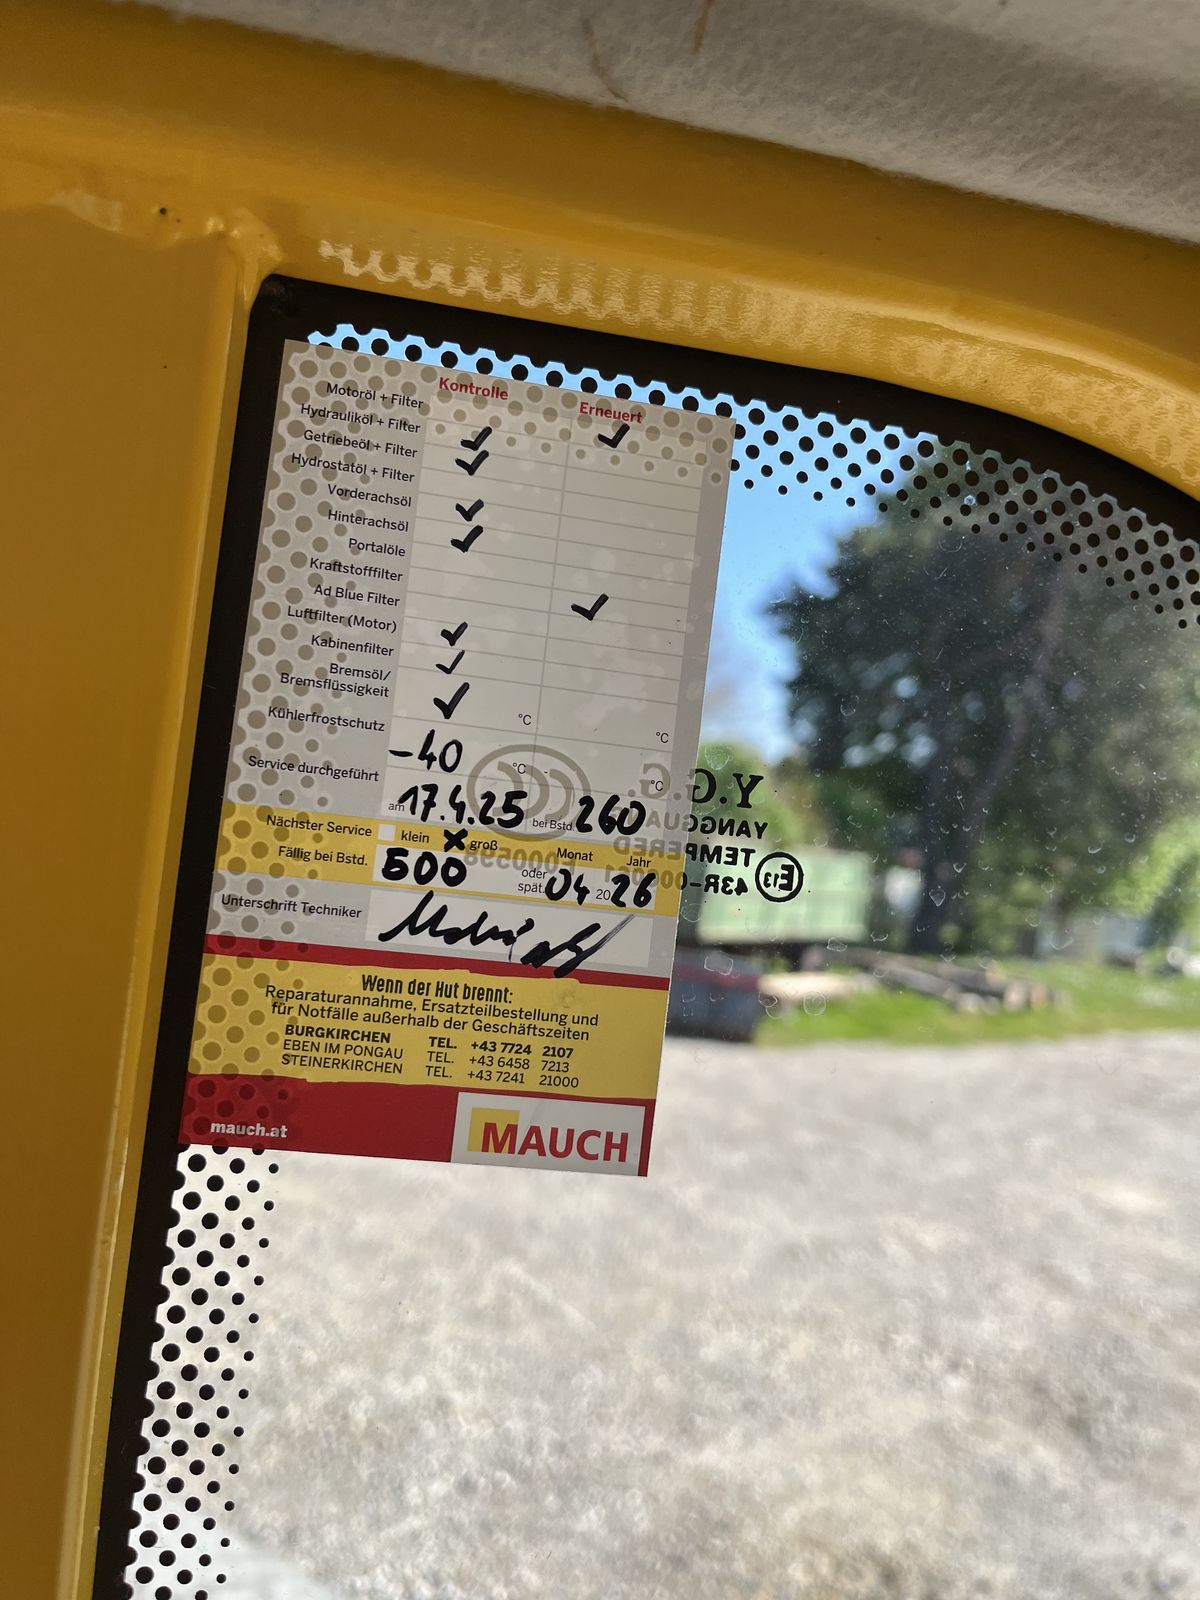 Kontrolle Erneuert
Motoröl + Filter ✓
Hydrauliköl + Filter ✓
Getriebeöl + Filter ✓
Hydrostatöl + Filter
Vorderachsöl ✓
Hinterachsöl ✓
Portalöle
Kraftstofffilter ✓
Ad Blue Filter
Luftfilter (Motor) ✓
Kabinenfilter ✓
Bremsöl/
Bremsflüssigkeit ✓ °C °C
Kühlerfrostschutz -40 °C - °C
Service durchgeführt am 17.4.25 bei Bstd. 260
Nächster Service klein x groß Monat Jahr
Fällig bei Bstd. 500 oder
spät. 04 20 26
Unterschrift Techniker
Wenn der Hut brennt:
Reparaturannahme, Ersatzteilbestellung und
für Notfälle außerhalb der Geschäftszeiten
BURGKIRCHEN TEL. +43 7724 2107
EBEN IM PONGAU TEL. +43 6458 7213
STEINERKIRCHEN TEL. +43 7241 21000
mauch.at
MAUCH
Y.G.G.
TEMPERED
E13